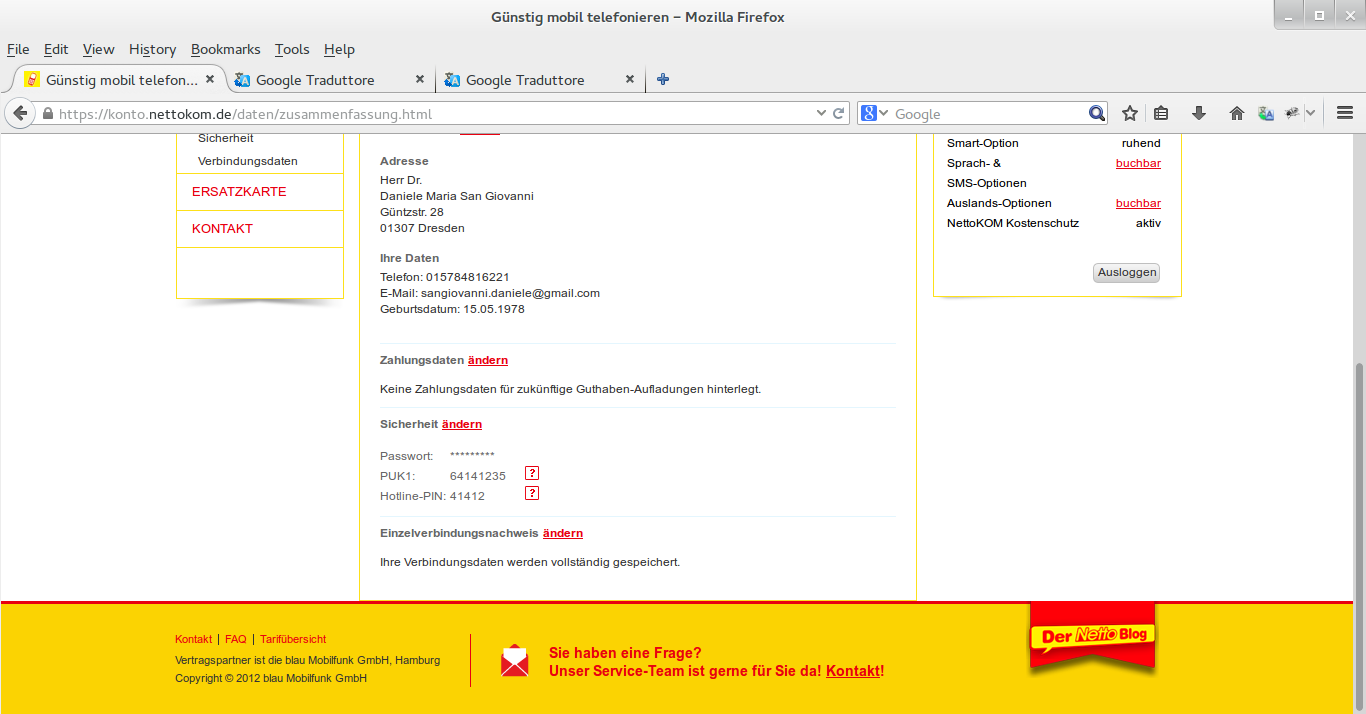 Günstig mobil telefonieren – Mozilla Firefox
File Edit View History Bookmarks Tools Help
Günstig mobil telefon...
Google Traduttore
Google Traduttore
https://konto.nettokom.de/daten/zusammenfassung.html
Google
Sicherheit
Verbindungsdaten
ERSATZKARTE
KONTAKT
Adresse
Herr Dr.
Daniele Maria San Giovanni
Güntzstr. 28
01307 Dresden
Ihre Daten
Telefon: 015784816221
E-Mail: sangiovanni.daniele@gmail.com
Geburtsdatum: 15.05.1978
Zahlungsdaten ändern
Keine Zahlungsdaten für zukünftige Guthaben-Aufladungen hinterlegt.
Sicherheit ändern
Passwort: *********
PUK1: 64141235 ?
Hotline-PIN: 41412 ?
Einzelverbindungsnachweis ändern
Ihre Verbindungsdaten werden vollständig gespeichert.
Smart-Option ruhend
Sprach- & buchbar
SMS-Optionen
Auslands-Optionen buchbar
NettoKOM Kostenschutz aktiv
Ausloggen
Kontakt | FAQ | Tarifübersicht
Vertragspartner ist die blau Mobilfunk GmbH, Hamburg
Copyright © 2012 blau Mobilfunk GmbH
Sie haben eine Frage?
Unser Service-Team ist gerne für Sie da! Kontakt!
Der Netto Blog